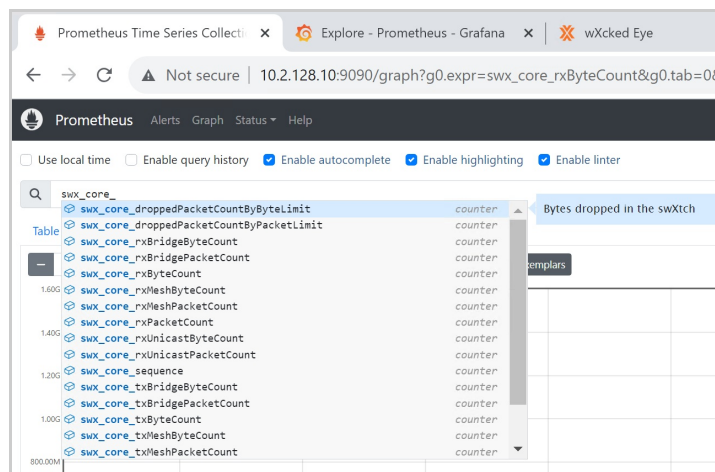 Prometheus Time Series Collecti
Explore - Prometheus - Grafana
wXcked Eye
Not secure
10.2.128.10:9090/graph?g0.expr=swx_core_rxByteCount&g0.tab=0&
Prometheus Alerts Graph Status Help
Use local time Enable query history Enable autocomplete Enable highlighting Enable linter
swx_core_
swx_core_droppedPacketCountByByteLimit counter
Bytes dropped in the swXtch
swx_core_droppedPacketCountByPacketLimit counter
Table
swx_core_rxBridgeByteCount counter
swx_core_rxBridgePacketCount counter
emplars
swx_core_rxByteCount counter
1.60G
swx_core_rxMeshByteCount counter
swx_core_rxMeshPacketCount counter
swx_core_rxPacketCount counter
1.40G
swx_core_rxUnicastByteCount counter
swx_core_rxUnicastPacketCount counter
swx_core_sequence counter
1.20G
swx_core_txBridgeByteCount counter
swx_core_txBridgePacketCount counter
1.00G
swx_core_txByteCount counter
swx_core_txMeshByteCount counter
swx_core_txMeshPacketCount counter
800.00M